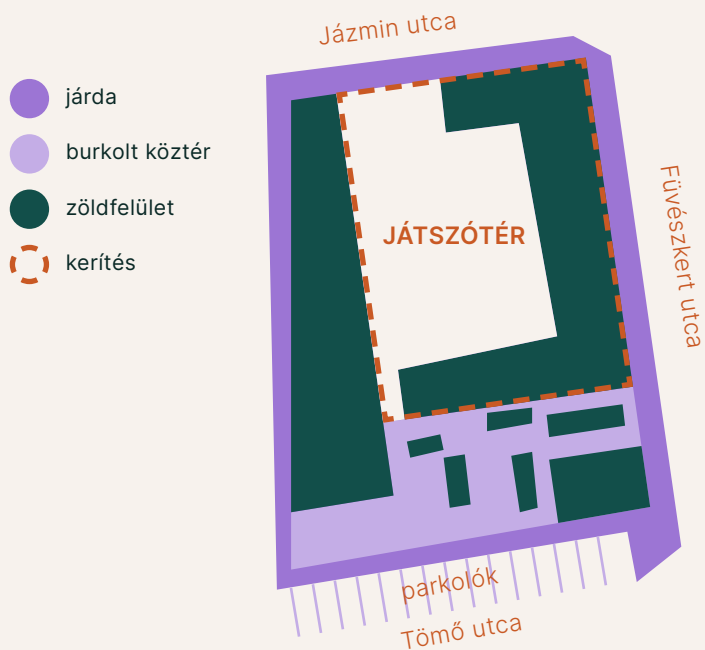 Jázmin utca
járda
burkolt köztér
zöldfelület
kerítés
JÁTSZÓTÉR
Füvészkert utca
parkolók
Tömő utca